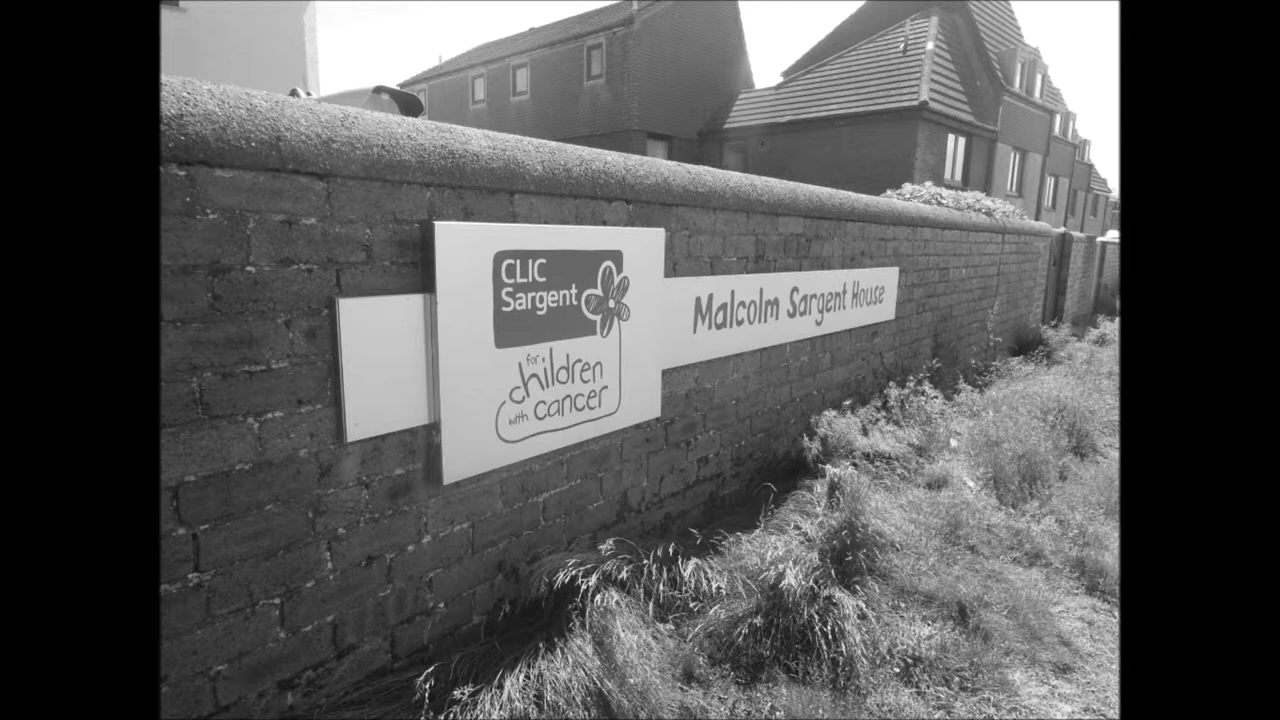 CLIC
Sargent
for
children
with cancer
Malcolm Sargent House